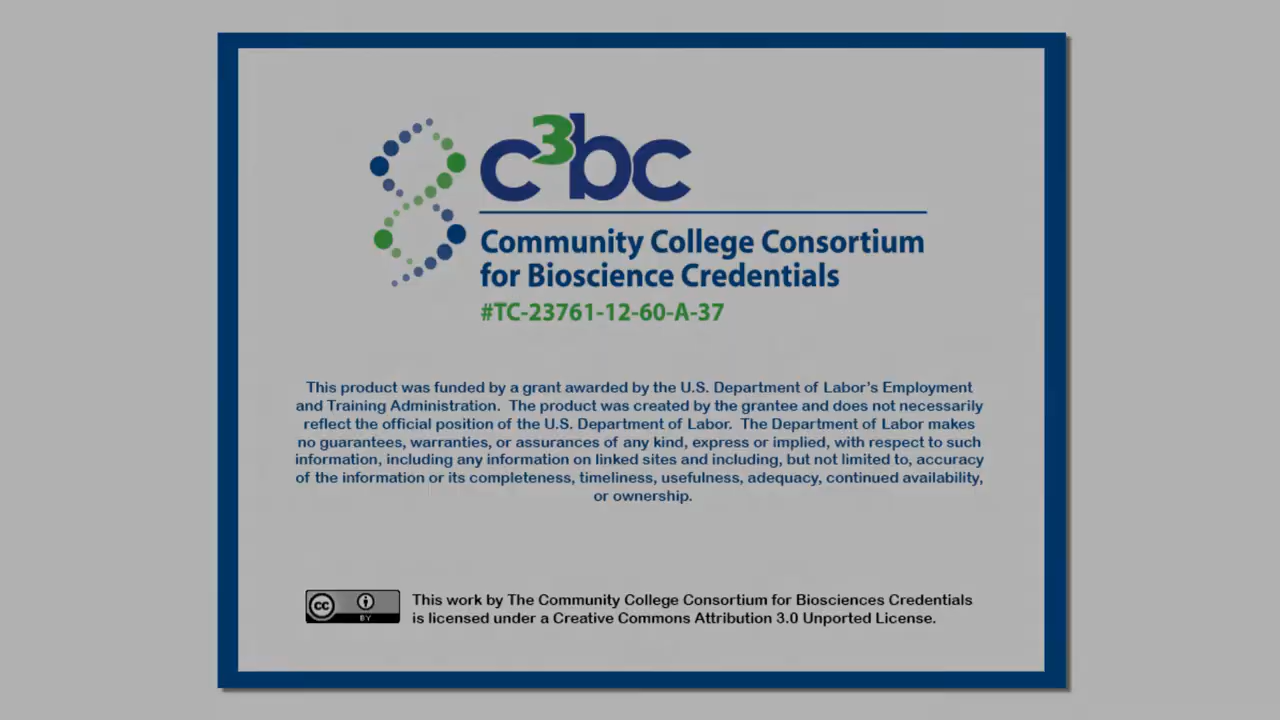 c3bc
Community College Consortium
for Bioscience Credentials
#TC-23761-12-60-A-37
This product was funded by a grant awarded by the U.S. Department of Labor’s Employment
and Training Administration.  The product was created by the grantee and does not necessarily
reflect the official position of the U.S. Department of Labor.  The Department of Labor makes
no guarantees, warranties, or assurances of any kind, express or implied, with respect to such
information, including any information on linked sites and including, but not limited to, accuracy
of the information or its completeness, timeliness, usefulness, adequacy, continued availability,
or ownership.
cc
BY
This work by The Community College Consortium for Biosciences Credentials
is licensed under a Creative Commons Attribution 3.0 Unported License.